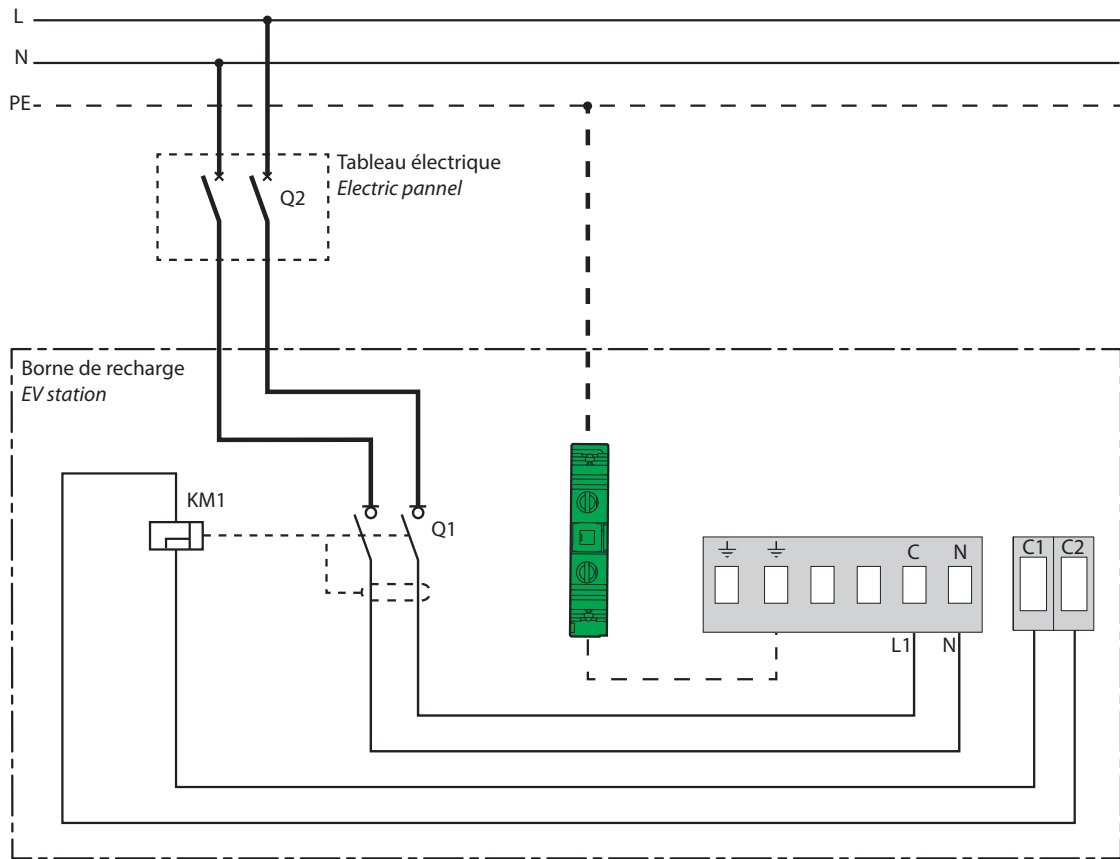 L
N
PE
Tableau électrique
Electric pannel
Q2
Borne de recharge
EV station
KM1
Q1
C N
C1 C2
L1 N